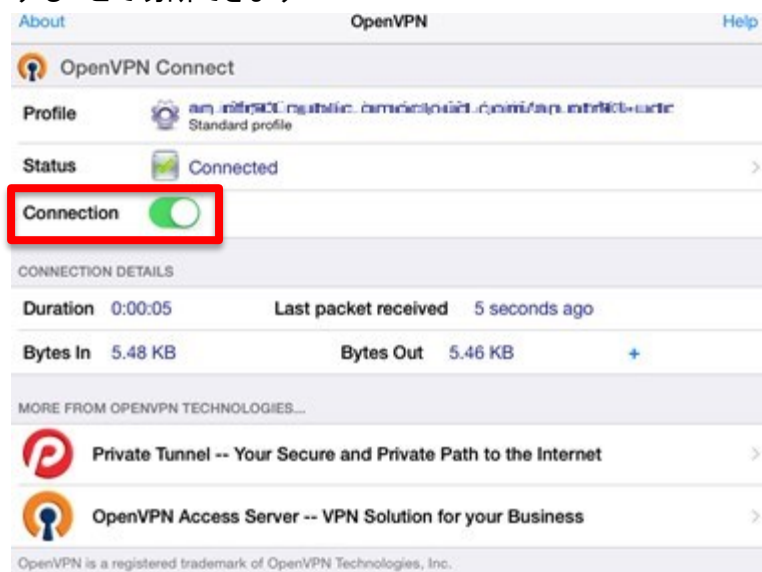 About OpenVPN Help
OpenVPN Connect
Profile
Standard profile
Status Connected
Connection
CONNECTION DETAILS
Duration 0:00:05 Last packet received 5 seconds ago
Bytes In 5.48 KB Bytes Out 5.46 KB +
MORE FROM OPENVPN TECHNOLOGIES...
Private Tunnel -- Your Secure and Private Path to the Internet
OpenVPN Access Server -- VPN Solution for your Business
OpenVPN is a registered trademark of OpenVPN Technologies, Inc.